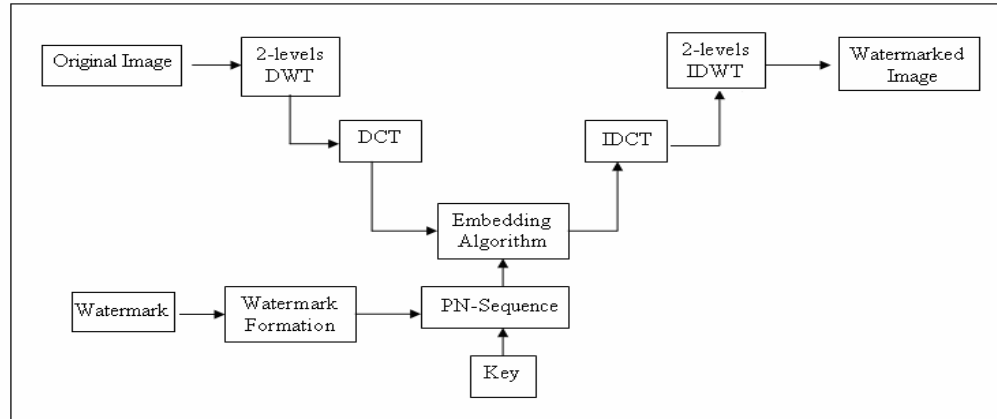 Original Image
2-levels
DWT
2-levels
IDWT
Watermarked
Image
DCT
IDCT
Embedding
Algorithm
Watermark
Watermark
Formation
PN-Sequence
Key